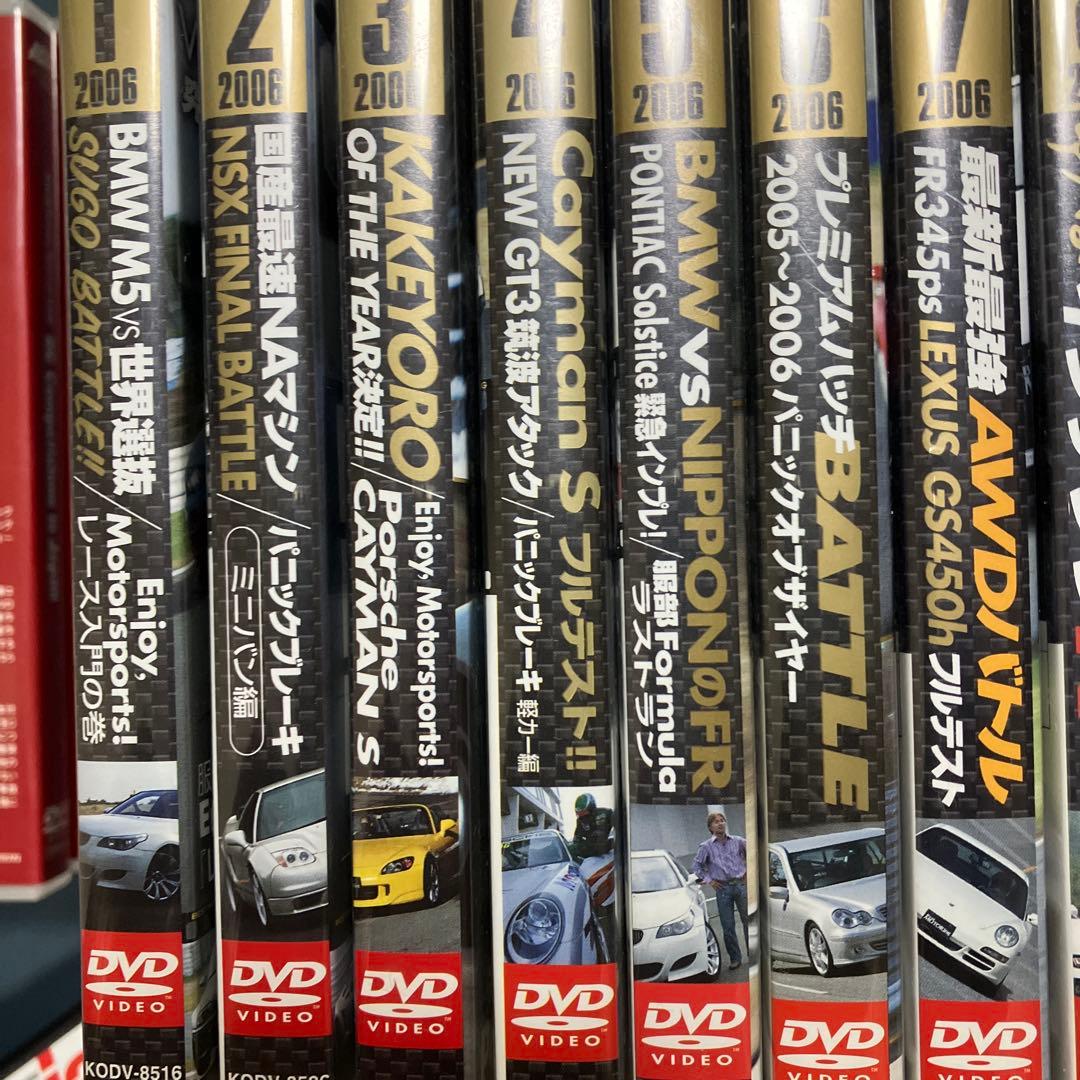 1
2006
BMW M5 VS 世界選抜
SUGO BATTLE!!
Enjoy, Motorsports!
レース入門の巻
DVD
VIDEO
KODV-8516
2
2006
国産最速NAマシン
NSX FINAL BATTLE
パニックブレーキ
ミニバン編
DVD
VIDEO
3
2006
KAKEYORO
OF THE YEAR決定!!
Enjoy, Motorsports!
Porsche
CAYMAN S
DVD
VIDEO
4
2006
Cayman S フルテスト!!
NEW GT3 筑波アタック/パニックブレーキ 軽カー編
DVD
VIDEO
5
2006
BMW vs NIPPONのFR
PONTIAC Solstice 緊急インプレ!
服部 Formula
ラストラン
DVD
VIDEO
6
2006
プレミアムハッチBATTLE
2005~2006 パニックオブザイヤー
DVD
VIDEO
7
2006
最新最強 AWDバトル
FR345ps LEXUS GS450h フルテスト
DVD
VIDEO